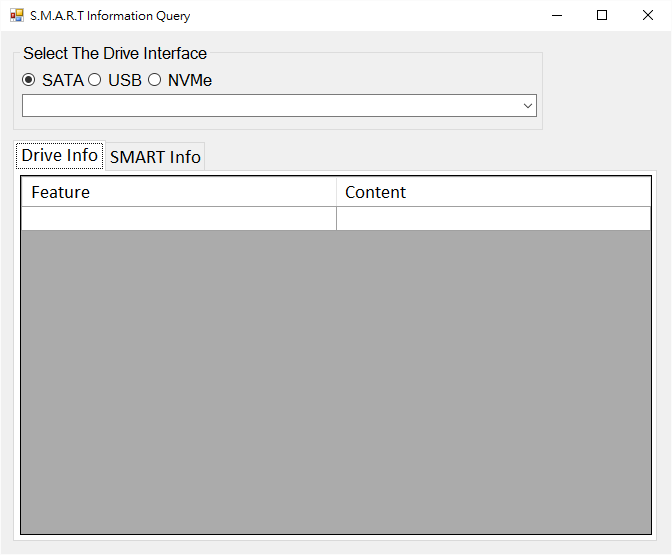 S.M.A.R.T Information Query
Select The Drive Interface
SATA USB NVMe
Drive Info SMART Info
Feature Content